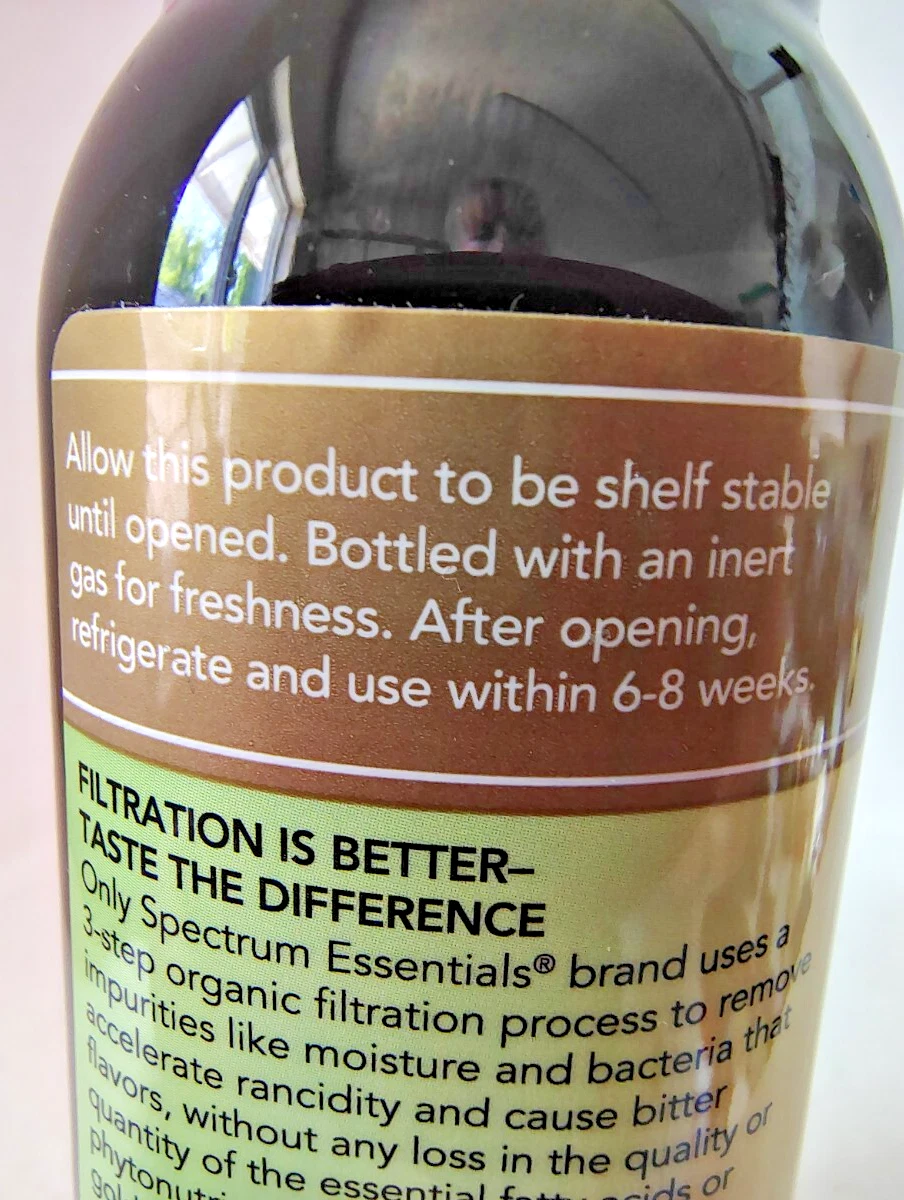 Allow this product to be shelf stable
until opened. Bottled with an inert
gas for freshness. After opening,
refrigerate and use within 6-8 weeks.
FILTRATION IS BETTER–
TASTE THE DIFFERENCE
Only Spectrum Essentials® brand uses a
3-step organic filtration process to remove
impurities like moisture and bacteria that
accelerate rancidity and cause bitter
flavors, without any loss in the quality or
quantity of the essential fatty acids or